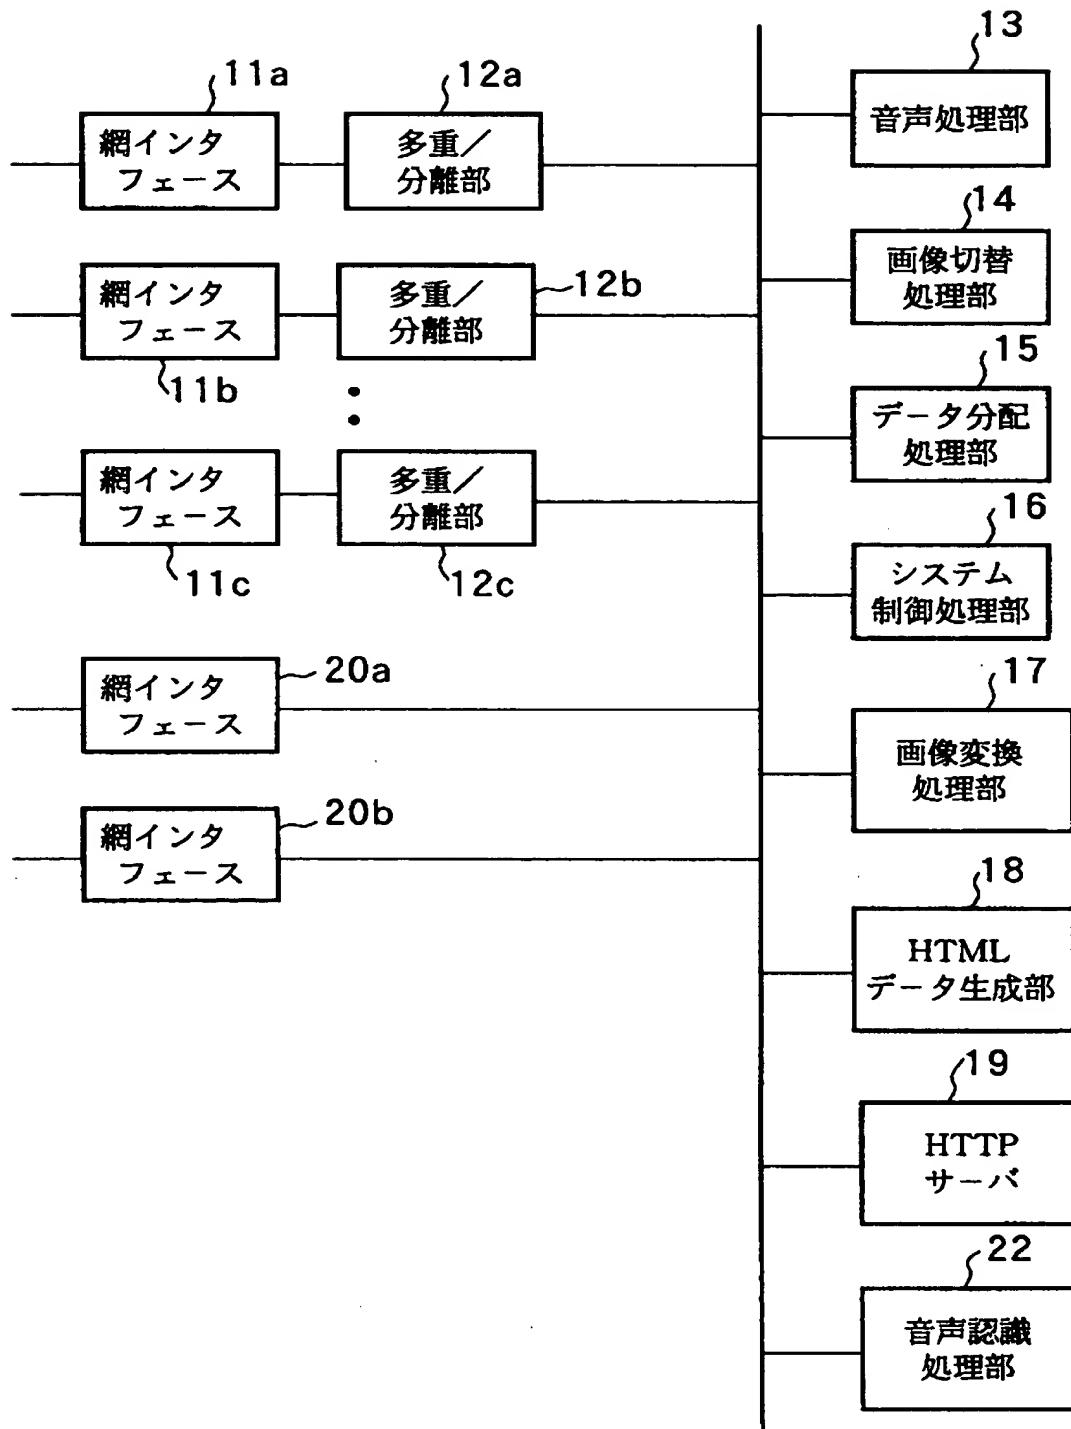 11a
網インタ
フェース
12a
多重／
分離部
網インタ
フェース
11b
多重／
分離部
12b
網インタ
フェース
11c
多重／
分離部
12c
網インタ
フェース
20a
網インタ
フェース
20b
13
音声処理部
14
画像切替
処理部
15
データ分配
処理部
16
システム
制御処理部
17
画像変換
処理部
18
HTML
データ生成部
19
HTTP
サーバ
22
音声認識
処理部